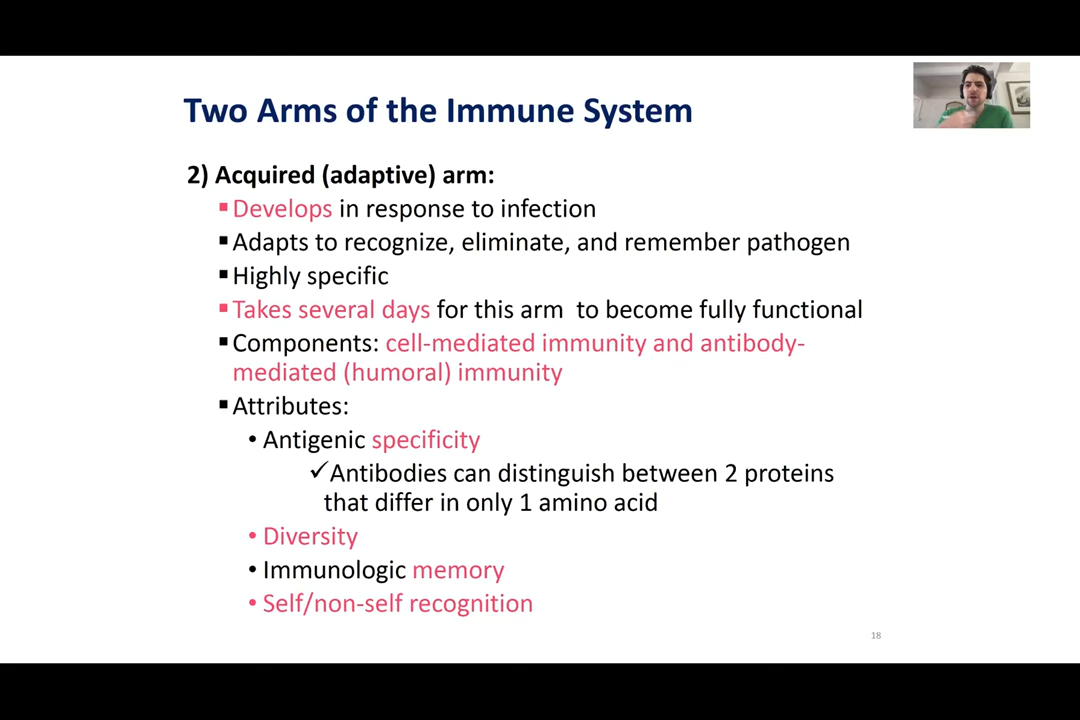 Two Arms of the Immune System
2) Acquired (adaptive) arm:
▪Develops in response to infection
▪Adapts to recognize, eliminate, and remember pathogen
▪Highly specific
▪Takes several days for this arm  to become fully functional
▪Components: cell-mediated immunity and antibody-
mediated (humoral) immunity
▪Attributes:
• Antigenic specificity
✓Antibodies can distinguish between 2 proteins
that differ in only 1 amino acid
• Diversity
• Immunologic memory
• Self/non-self recognition
18